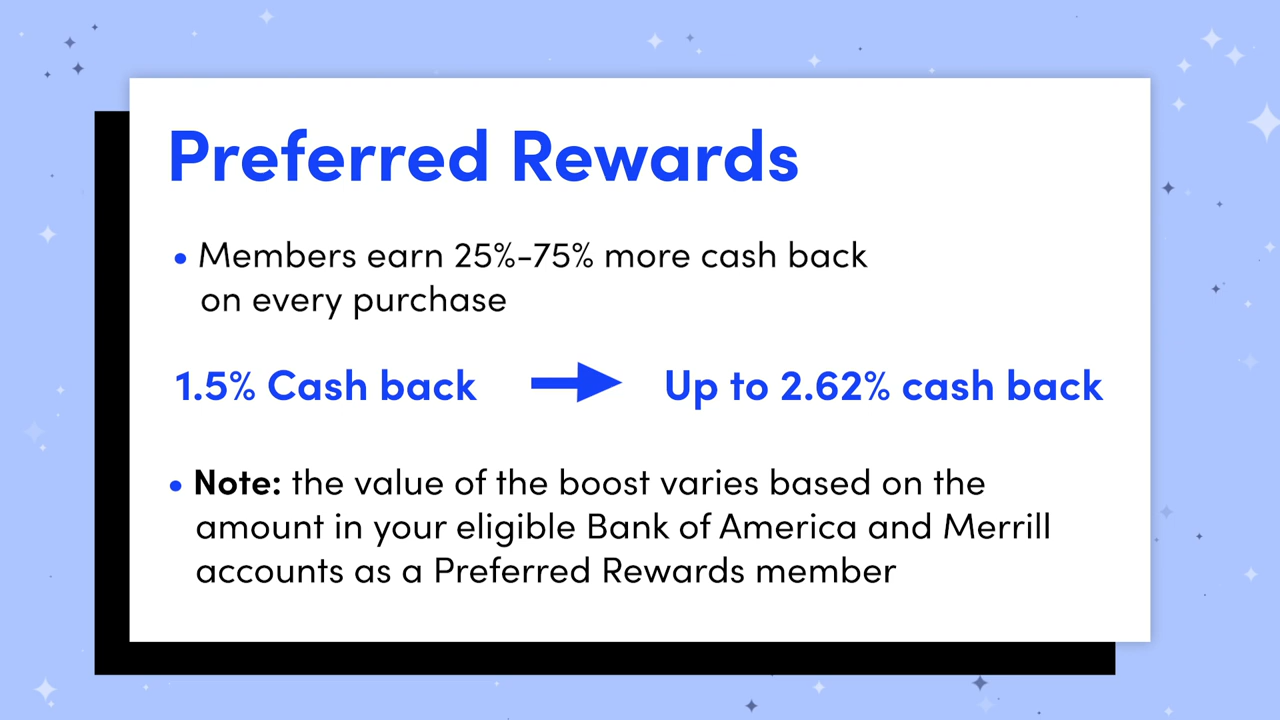 Preferred Rewards
• Members earn 25%-75% more cash back
on every purchase
1.5% Cash back → Up to 2.62% cash back
• Note: the value of the boost varies based on the
amount in your eligible Bank of America and Merrill
accounts as a Preferred Rewards member